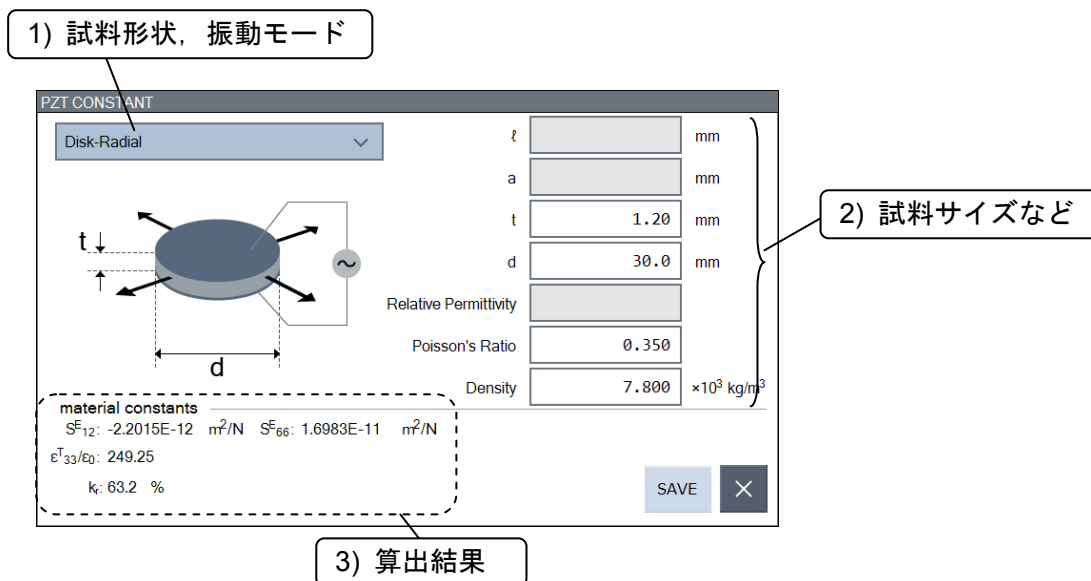 1) 試料形状，振動モード
PZT CONSTANT
Disk-Radial
ℓ mm
a mm
t 1.20 mm
d 30.0 mm
Relative Permittivity
Poisson's Ratio 0.350
Density 7.800 ×10³ kg/m³
t
d
2) 試料サイズなど
material constants
Sᴱ₁₂: -2.2015E-12 m²/N Sᴱ₆₆: 1.6983E-11 m²/N
εᵀ₃₃/ε₀: 249.25
kᵣ: 63.2 %
SAVE
3) 算出結果